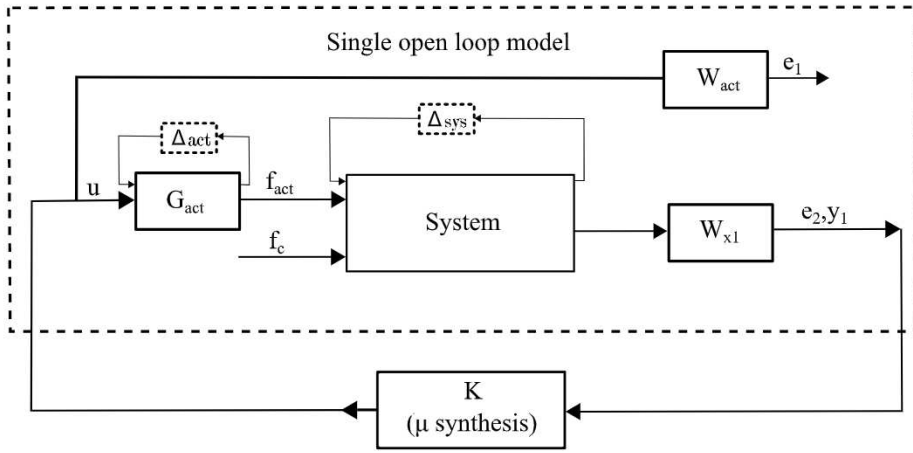 Single open loop model
W_act
e_1
Δ_act
Δ_sys
u
G_act
f_act
f_c
System
W_x1
e_2,y_1
K
(μ synthesis)